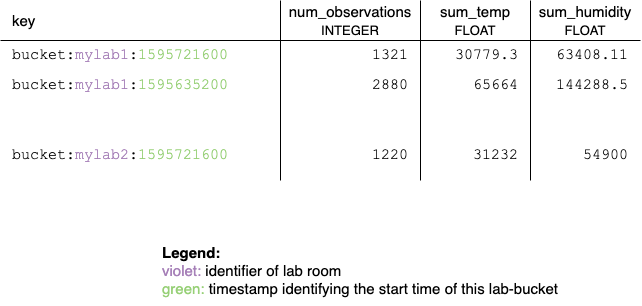 key num_observations sum_temp sum_humidity
INTEGER FLOAT FLOAT
bucket:mylab1:1595721600 1321 30779.3 63408.11
bucket:mylab1:1595635200 2880 65664 144288.5
bucket:mylab2:1595721600 1220 31232 54900
Legend:
violet: identifier of lab room
green: timestamp identifying the start time of this lab-bucket